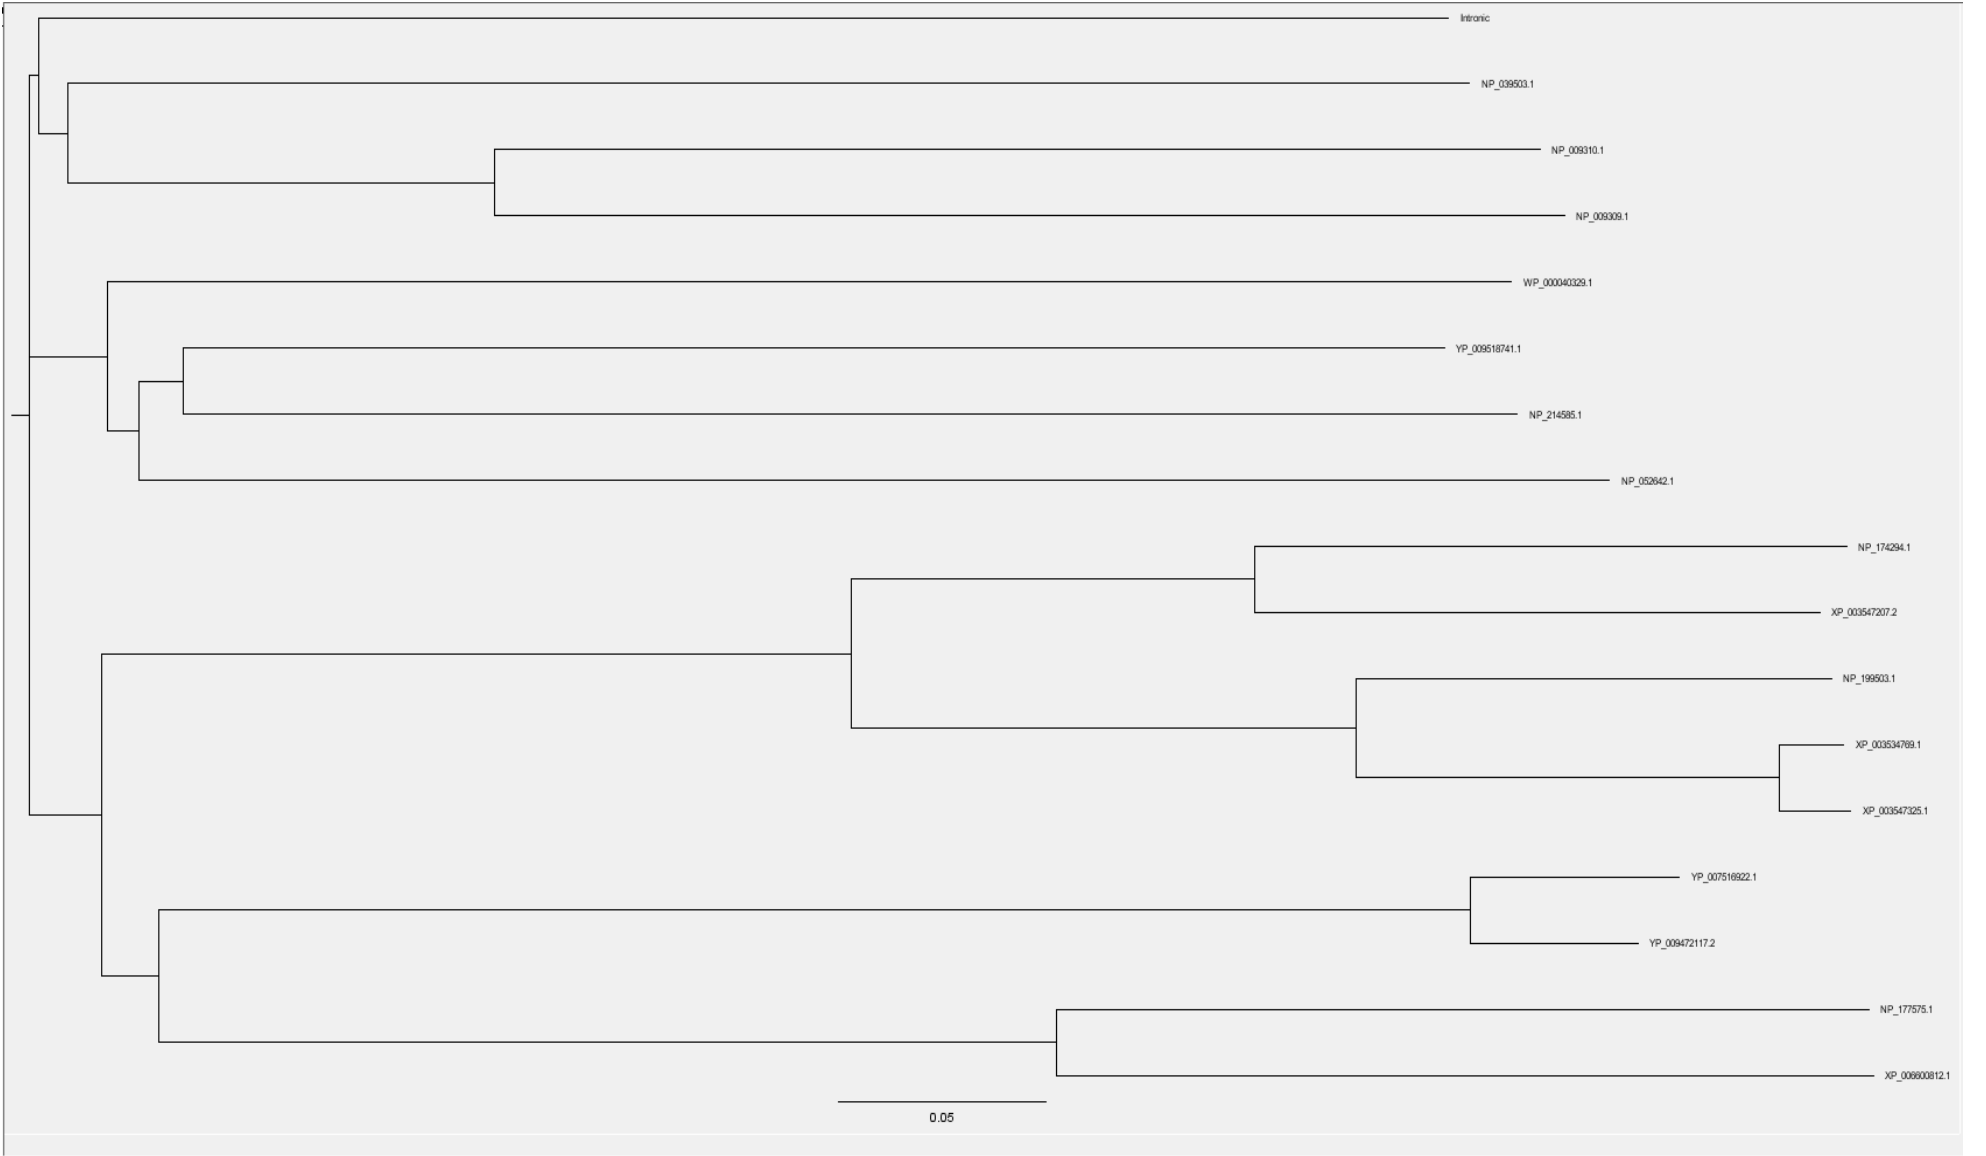 Intronic
NP_039503.1
NP_009310.1
NP_009309.1
WP_000040329.1
YP_009518741.1
NP_214585.1
NP_052642.1
NP_174294.1
XP_003547207.2
NP_199503.1
XP_003534769.1
XP_003547325.1
YP_007516922.1
YP_009472117.2
NP_177575.1
XP_006600812.1
0.05